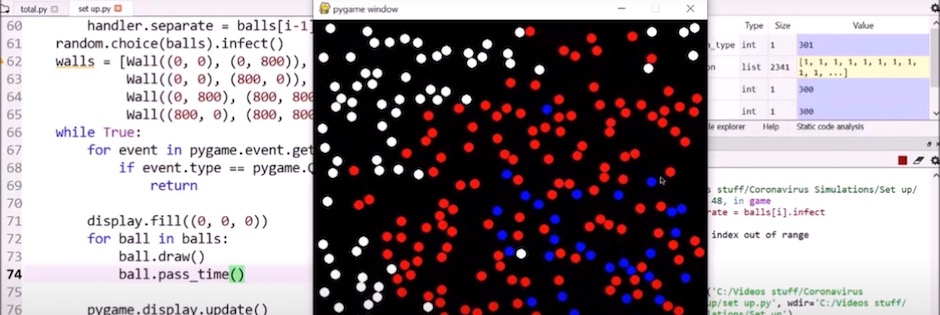 total.py set up.py
pygame window
60 handler.separate = balls[i-1]
61 random.choice(balls).infect()
62 walls = [Wall((0, 0), (0, 800)),
63 Wall((0, 0), (800, 0)),
64 Wall((0, 800), (800, 800
65 Wall((800, 0), (800, 800
66 while True:
67 for event in pygame.event.get
68 if event.type == pygame.Q
69 return
70
71 display.fill((0, 0, 0))
72 for ball in balls:
73 ball.draw()
74 ball.pass_time()
75
76 pygame.display.update()
Type Size Value
n_type int 1 301
on list 2341 [1, 1, 1, 1, 1, 1, 1, 1, 1,
1, 1, ...]
int 1 300
int 1 300
le explorer Help Static code analysis
s stuff/Coronavirus Simulations/Set up/
48, in game
rate = balls[i].infect
index out of range
('C:/Videos stuff/Coronavirus
up/set up.py', wdir='C:/Videos stuff/
lations/Set up')